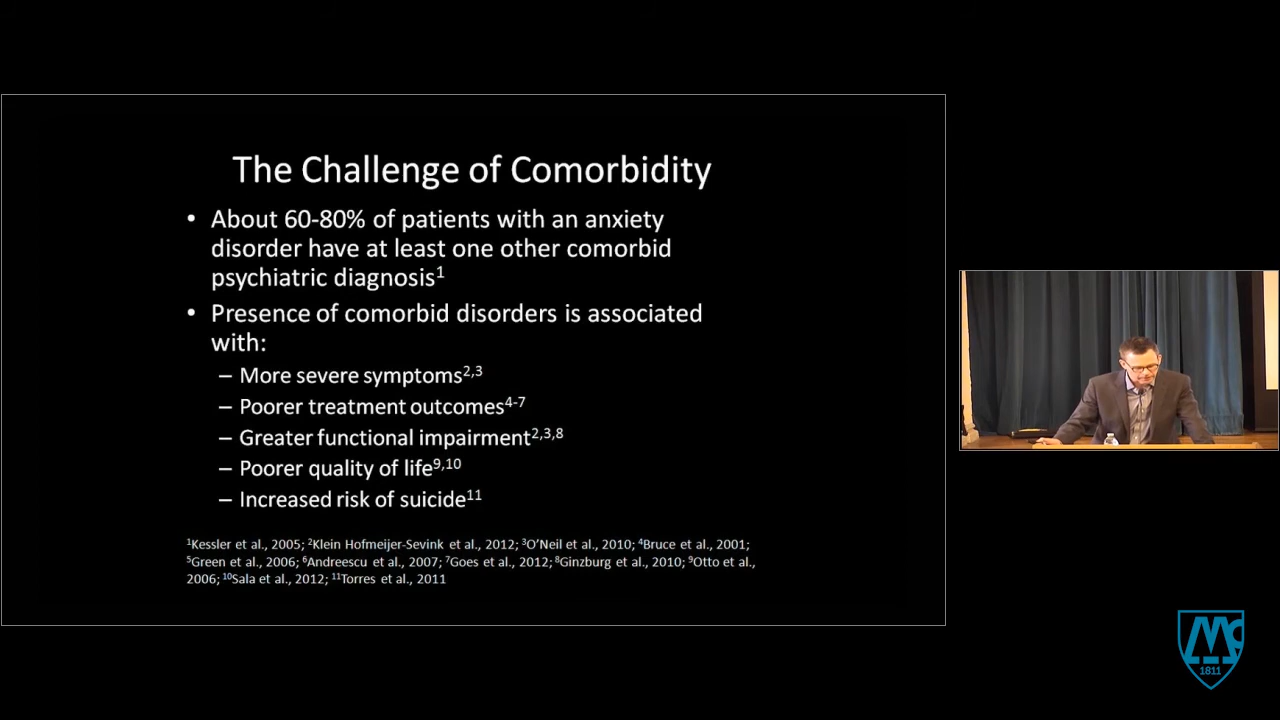 The Challenge of Comorbidity
• About 60-80% of patients with an anxiety
disorder have at least one other comorbid
psychiatric diagnosis¹
• Presence of comorbid disorders is associated
with:
– More severe symptoms²,³
– Poorer treatment outcomes⁴-⁷
– Greater functional impairment²,³,⁸
– Poorer quality of life⁹,¹⁰
– Increased risk of suicide¹¹
¹Kessler et al., 2005; ²Klein Hofmeijer-Sevink et al., 2012; ³O’Neil et al., 2010; ⁴Bruce et al., 2001;
⁵Green et al., 2006; ⁶Andreescu et al., 2007; ⁷Goes et al., 2012; ⁸Ginzburg et al., 2010; ⁹Otto et al.,
2006; ¹⁰Sala et al., 2012; ¹¹Torres et al., 2011
Mc
1811